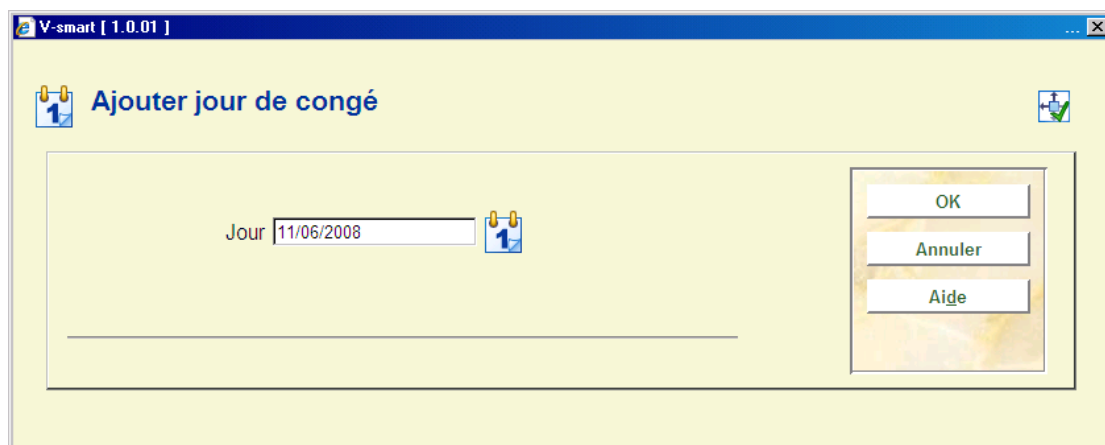 V-smart [ 1.0.01 ]
...
Ajouter jour de congé
Jour 11/06/2008
OK
Annuler
Aide